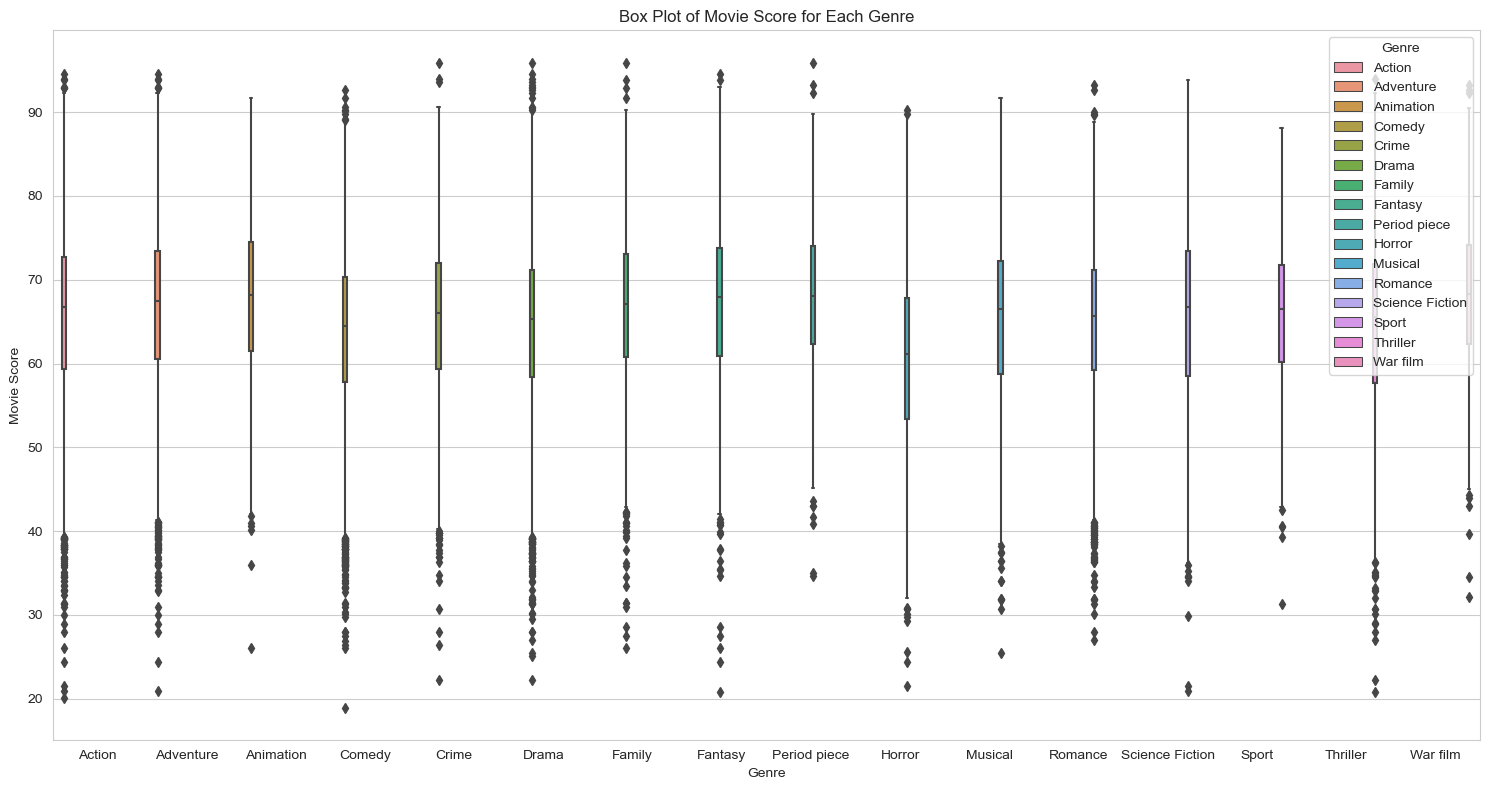 Box Plot of Movie Score for Each Genre
Genre
Action
Adventure
Animation
Comedy
Crime
Drama
Family
Fantasy
Period piece
Horror
Musical
Romance
Science Fiction
Sport
Thriller
War film
90
80
70
60
50
40
30
20
Movie Score
Action Adventure Animation Comedy Crime Drama Family Fantasy Period piece Horror Musical Romance Science Fiction Sport Thriller War film
Genre